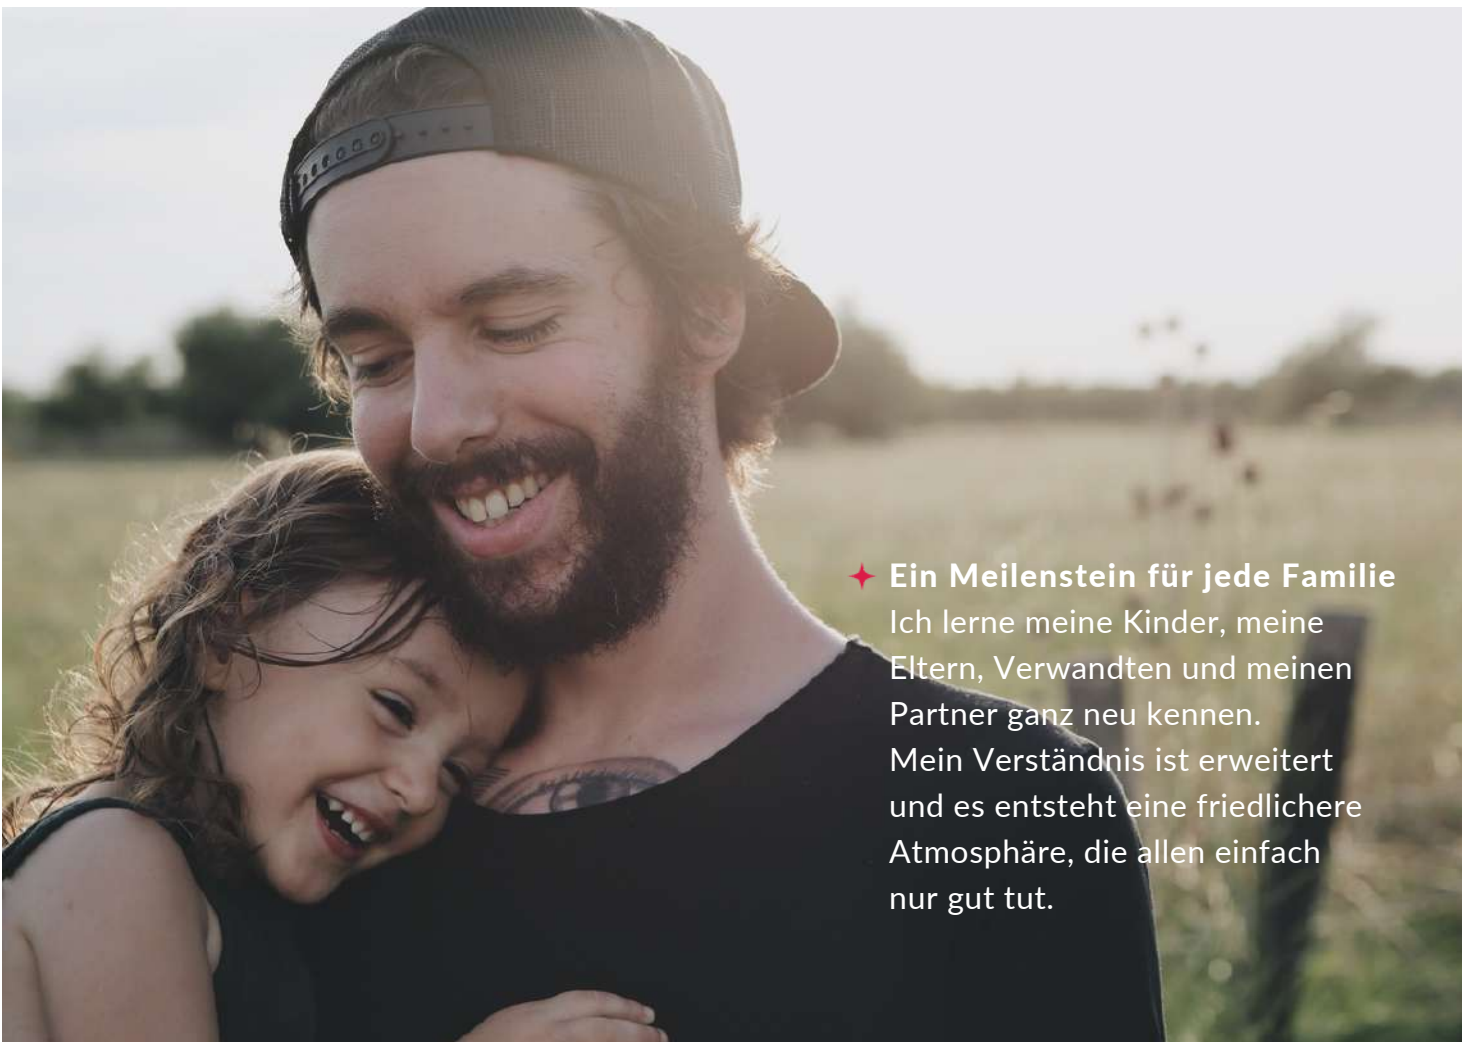 Ein Meilenstein für jede Familie
Ich lerne meine Kinder, meine
Eltern, Verwandten und meinen
Partner ganz neu kennen.
Mein Verständnis ist erweitert
und es entsteht eine friedlichere
Atmosphäre, die allen einfach
nur gut tut.